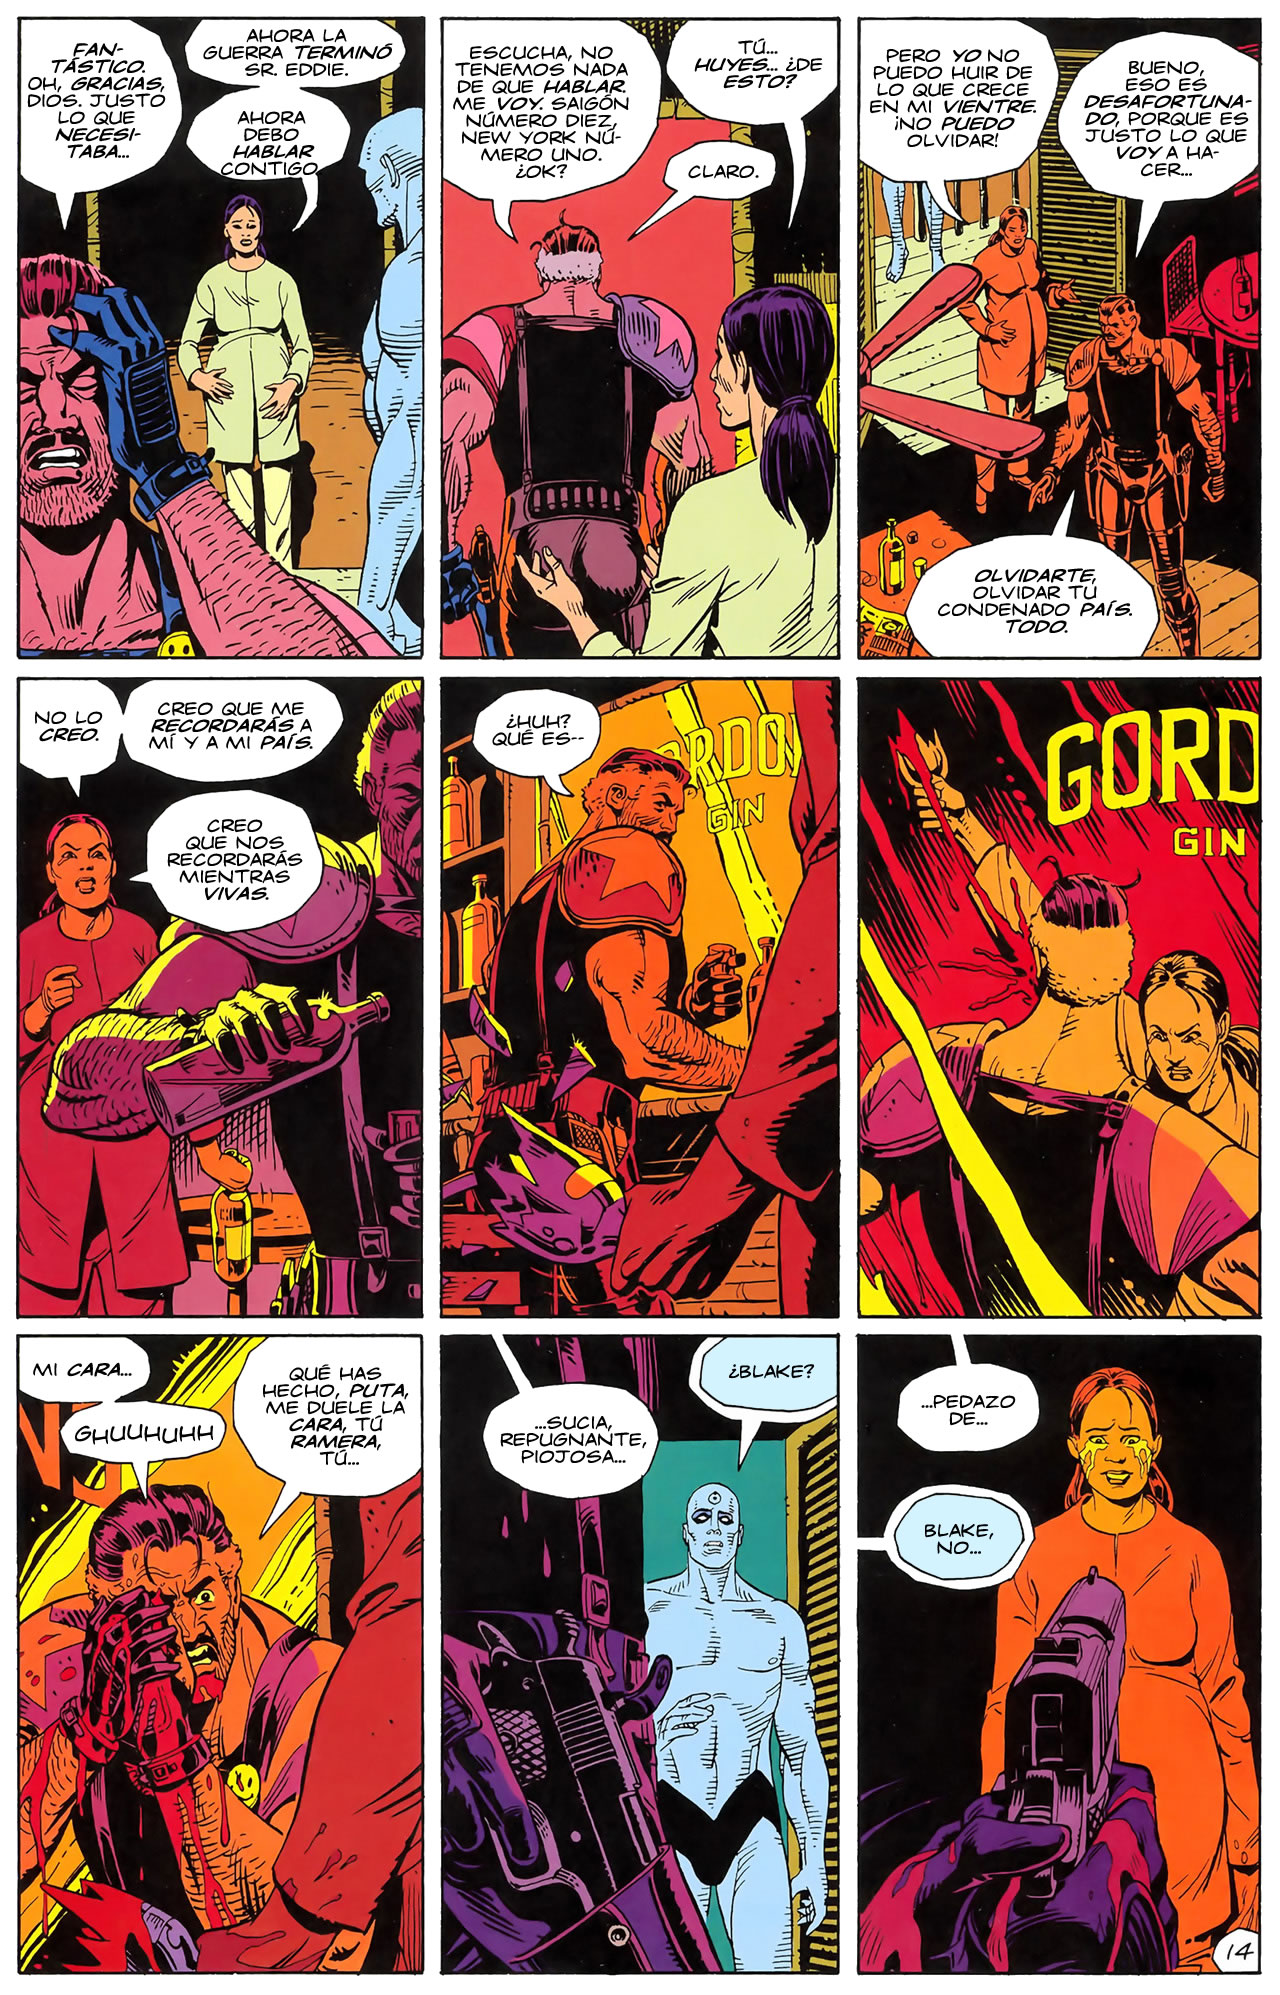 FAN-
TÁSTICO.
OH, GRACIAS,
DIOS. JUSTO
LO QUE
NECESI-
TABA...
AHORA LA
GUERRA TERMINÓ
SR. EDDIE.
AHORA
DEBO
HABLAR
CONTIGO.
ESCUCHA, NO
TENEMOS NADA
DE QUE HABLAR.
ME VOY. SAIGÓN
NÚMERO DIEZ,
NEW YORK NÚ-
MERO UNO.
¿OK?
TÚ...
HUYES... ¿DE
ESTO?
CLARO.
PERO YO NO
PUEDO HUIR DE
LO QUE CRECE
EN MI VIENTRE.
¡NO PUEDO
OLVIDAR!
BUENO,
ESO ES
DESAFORTUNA-
DO, PORQUE ES
JUSTO LO QUE
VOY A HA-
CER...
OLVIDARTE,
OLVIDAR TU
CONDENADO PAÍS.
TODO.
NO LO
CREO.
CREO QUE ME
RECORDARÁS A
MÍ Y A MI PAÍS.
CREO
QUE NOS
RECORDARÁS
MIENTRAS
VIVAS.
¿HUH?
QUÉ ES--
RDON
GIN
GORD
GIN
MI CARA...
GHUUHUHH
QUÉ HAS
HECHO, PUTA,
ME DUELE LA
CARA, TÚ
RAMERA,
TÚ...
...SUCIA,
REPUGNANTE,
PIOJOSA...
¿BLAKE?
...PEDAZO
DE...
BLAKE,
NO...
14